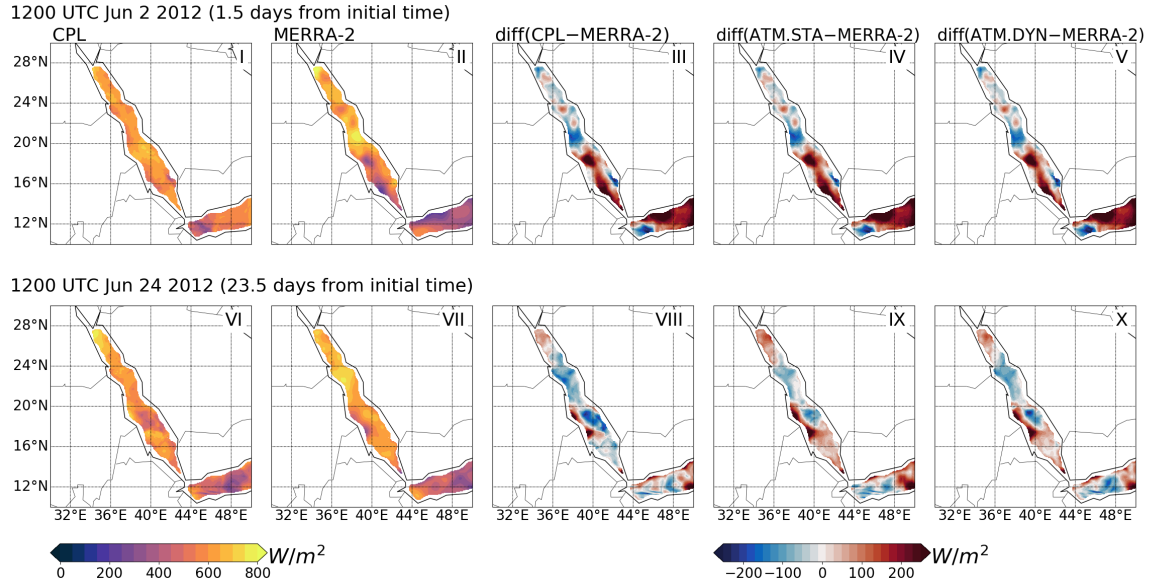 1200 UTC Jun 2 2012 (1.5 days from initial time)
CPL MERRA-2 diff(CPL−MERRA-2) diff(ATM.STA−MERRA-2) diff(ATM.DYN−MERRA-2)
I II III IV V
28°N
24°N
20°N
16°N
12°N
1200 UTC Jun 24 2012 (23.5 days from initial time)
VI VII VIII IX X
28°N
24°N
20°N
16°N
12°N
32°E 36°E 40°E 44°E 48°E 32°E 36°E 40°E 44°E 48°E 32°E 36°E 40°E 44°E 48°E 32°E 36°E 40°E 44°E 48°E 32°E 36°E 40°E 44°E 48°E
W/m² W/m²
0 200 400 600 800 −200 −100 0 100 200